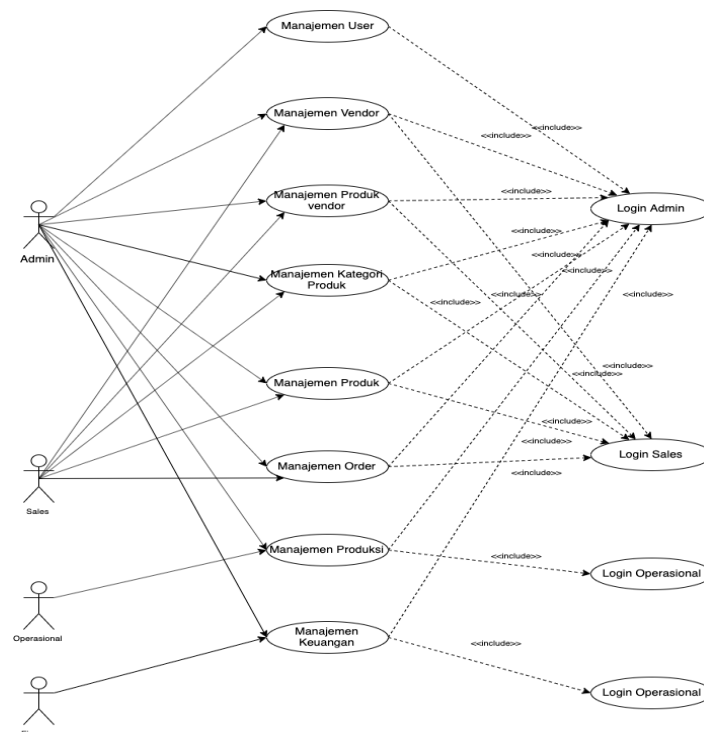 Manajemen User
Manajemen Vendor
<<include>>
<<include>>
Manajemen Produk
vendor
<<include>>
Login Admin
Admin
<<include>>
Manajemen Kategori
Produk
<<include>>
<<include>>
<<include>>
<<include>>
<<include>>
Manajemen Produk
<<include>>
<<include>>
<<include>>
Manajemen Order
<<include>>
Login Sales
<<include>>
Sales
Manajemen Produksi
<<include>>
Login Operasional
Operasional
Manajemen
Keuangan
<<include>>
Login Operasional